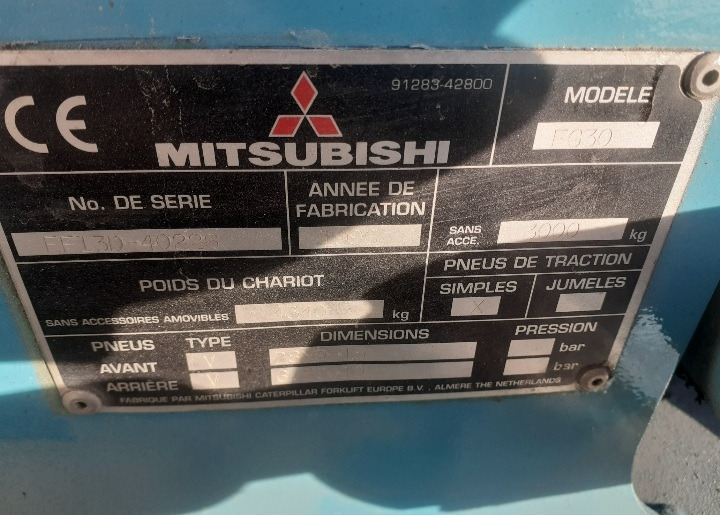 CE
91283-42800
MITSUBISHI
MODELE
FG30
No. DE SERIE
ANNEE DE
FABRICATION
SANS
ACCE.
3000
kg
PNEUS DE TRACTION
SIMPLES
X
JUMELES
POIDS DU CHARIOT
SANS ACCESSOIRES AMOVIBLES
kg
PNEUS
TYPE
DIMENSIONS
PRESSION
AVANT
V
bar
ARRIÈRE
V
bar
FABRIQUE PAR MITSUBISHI CATERPILLAR FORKLIFT EUROPE B.V., ALMERE THE NETHERLANDS